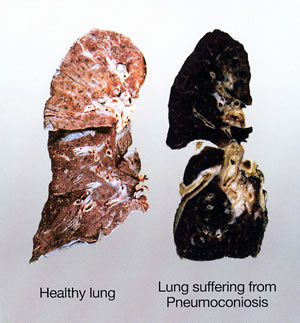 Healthy lung
Lung suffering from
Pneumoconiosis